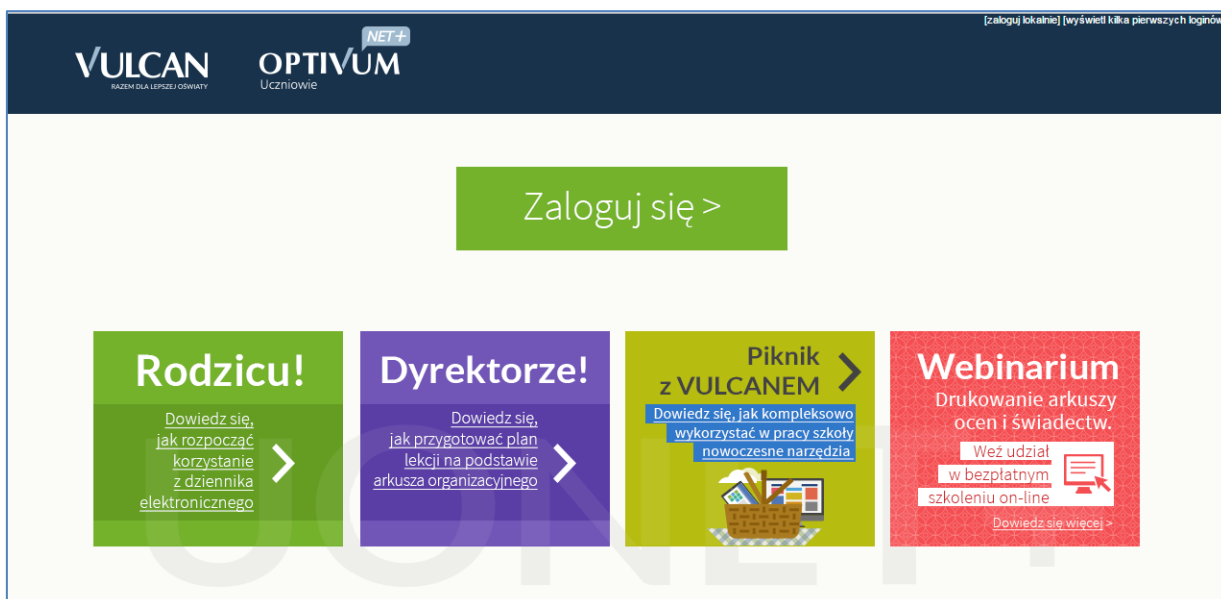 [zaloguj lokalnie] [wyświetl kilka pierwszych loginów
VULCAN
RAZEM DLA LEPSZEJ OŚWIATY
NET+
OPTIVUM
Uczniowie
Zaloguj się >
Rodzicu!
Dowiedz się,
jak rozpocząć
korzystanie
z dziennika
elektronicznego
Dyrektorze!
Dowiedz się,
jak przygotować plan
lekcji na podstawie
arkusza organizacyjnego
Piknik
z VULCANEM
Dowiedz się, jak kompleksowo
wykorzystać w pracy szkoły
nowoczesne narzędzia
Webinarium
Drukowanie arkuszy
ocen i świadectw.
Weź udział
w bezpłatnym
szkoleniu on-line
Dowiedz się więcej >
UONET+